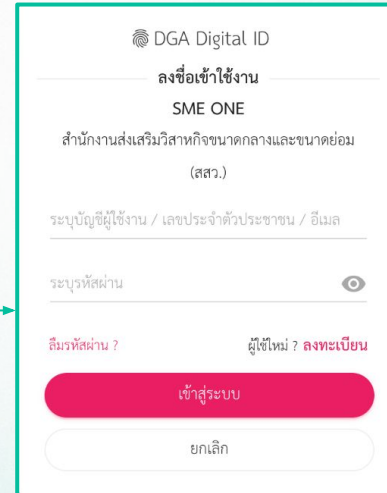 DGA Digital ID
ลงชื่อเข้าใช้งาน
SME ONE
สำนักงานส่งเสริมวิสาหกิจขนาดกลางและขนาดย่อม
(สสว.)
ระบุบัญชีผู้ใช้งาน / เลขประจำตัวประชาชน / อีเมล
ระบุรหัสผ่าน
ลืมรหัสผ่าน ? ผู้ใช้ใหม่ ? ลงทะเบียน
เข้าสู่ระบบ
ยกเลิก